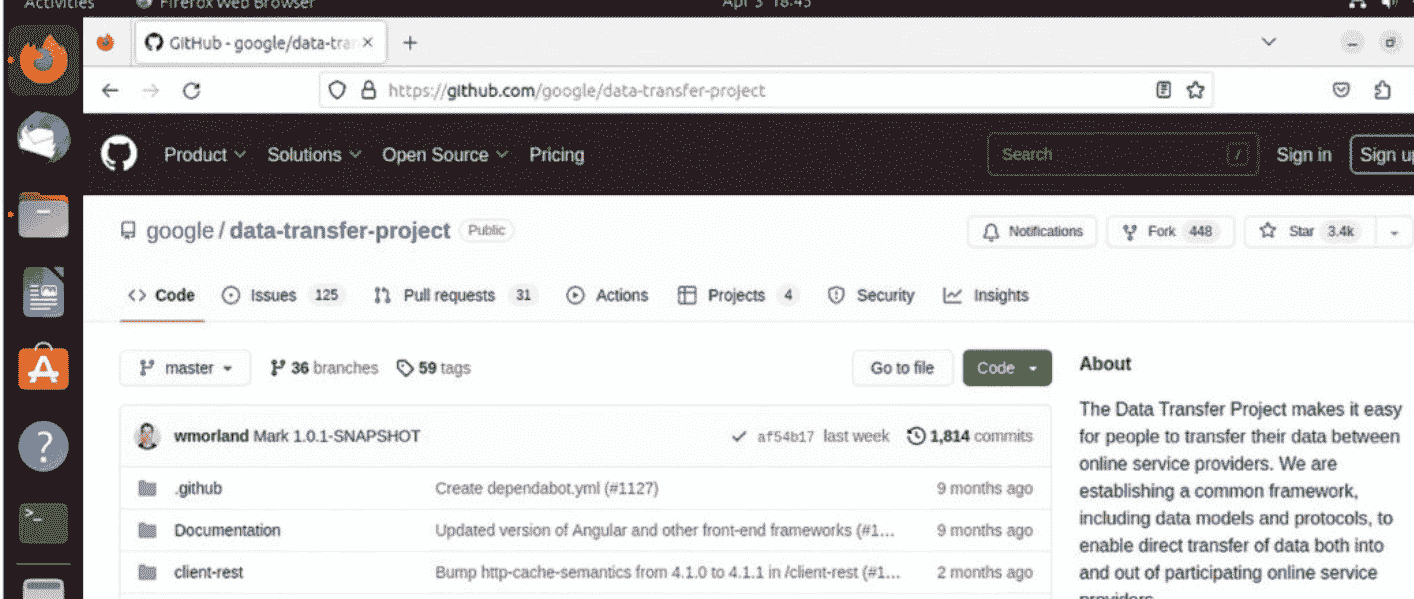 Activities Firefox Web Browser Apr 3 18:45
GitHub - google/data-tra
https://github.com/google/data-transfer-project
Product Solutions Open Source Pricing Search / Sign in Sign up
google / data-transfer-project Public Notifications Fork 448 Star 3.4k
Code Issues 125 Pull requests 31 Actions Projects 4 Security Insights
master 36 branches 59 tags Go to file Code
wmorland Mark 1.0.1-SNAPSHOT af54b17 last week 1,814 commits
.github Create dependabot.yml (#1127) 9 months ago
Documentation Updated version of Angular and other front-end frameworks (#1... 9 months ago
client-rest Bump http-cache-semantics from 4.1.0 to 4.1.1 in /client-rest (#1... 2 months ago
About
The Data Transfer Project makes it easy
for people to transfer their data between
online service providers. We are
establishing a common framework,
including data models and protocols, to
enable direct transfer of data both into
and out of participating online service
providers.